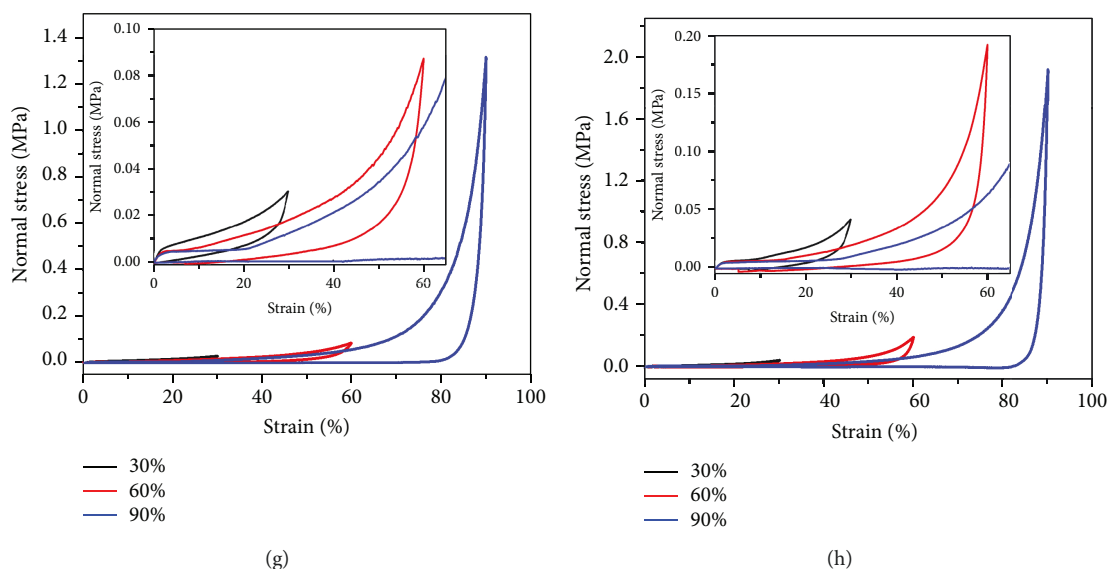 1.4
1.2
1.0
0.8
0.6
0.4
0.2
0.0
Normal stress (MPa)
0 20 40 60 80 100
Strain (%)
0.10
0.08
0.06
0.04
0.02
0.00
Normal stress (MPa)
0 20 40 60
Strain (%)
30%
60%
90%
(g)
2.0
1.6
1.2
0.8
0.4
0.0
Normal stress (MPa)
0 20 40 60 80 100
Strain (%)
0.20
0.15
0.10
0.05
0.00
Normal stress (MPa)
0 20 40 60
Strain (%)
30%
60%
90%
(h)